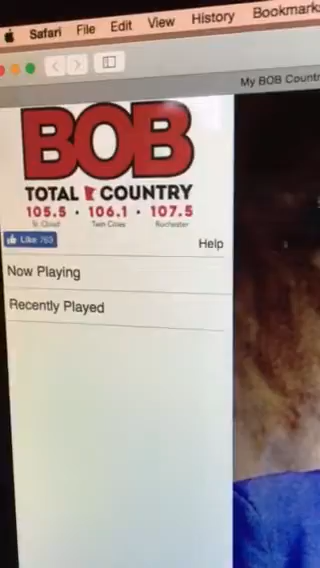 Safari File Edit View History Bookmarks
My BOB Countr
BOB
TOTAL COUNTRY
105.5 • 106.1 • 107.5
St. Cloud Twin Cities Rochester
Like 763
Help
Now Playing
Recently Played